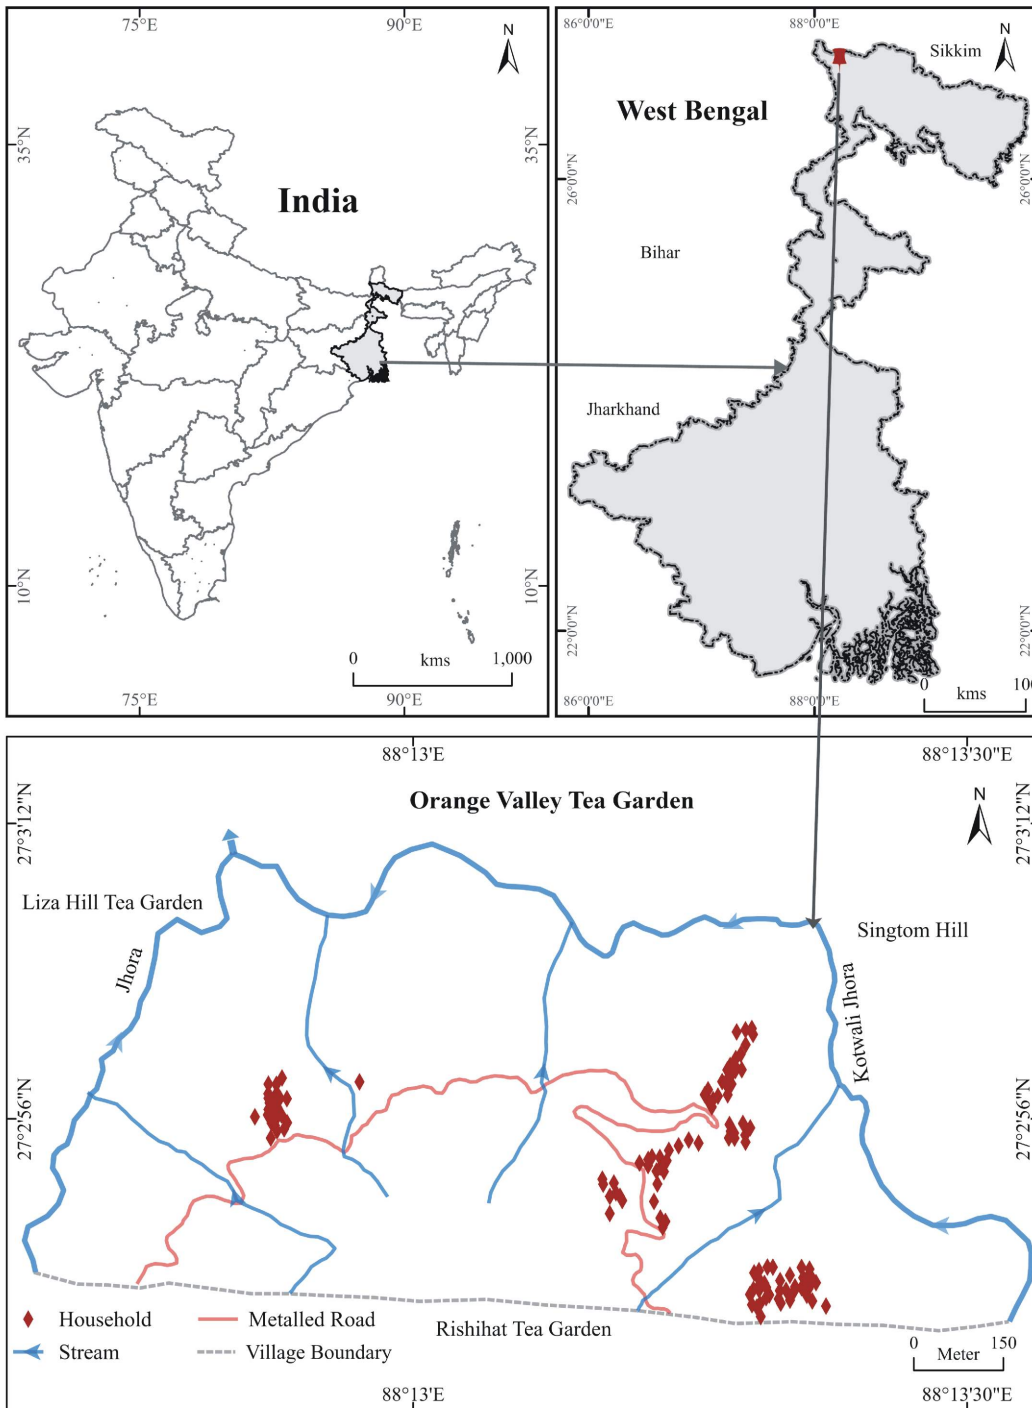 75°E
90°E
N
35°N
35°N
India
10°N
10°N
0
kms
1,000
75°E
90°E
86°0'0"E
88°0'0"E
N
Sikkim
West Bengal
26°0'0"N
26°0'0"N
Bihar
Jharkhand
22°0'0"N
22°0'0"N
0
kms
100
86°0'0"E
88°0'0"E
88°13'E
88°13'30"E
Orange Valley Tea Garden
N
27°3'12"N
27°3'12"N
Liza Hill Tea Garden
Singtom Hill
Jhora
Kotwali Jhora
27°2'56"N
27°2'56"N
Household
Metalled Road
Rishihat Tea Garden
Stream
Village Boundary
0
150
Meter
88°13'E
88°13'30"E